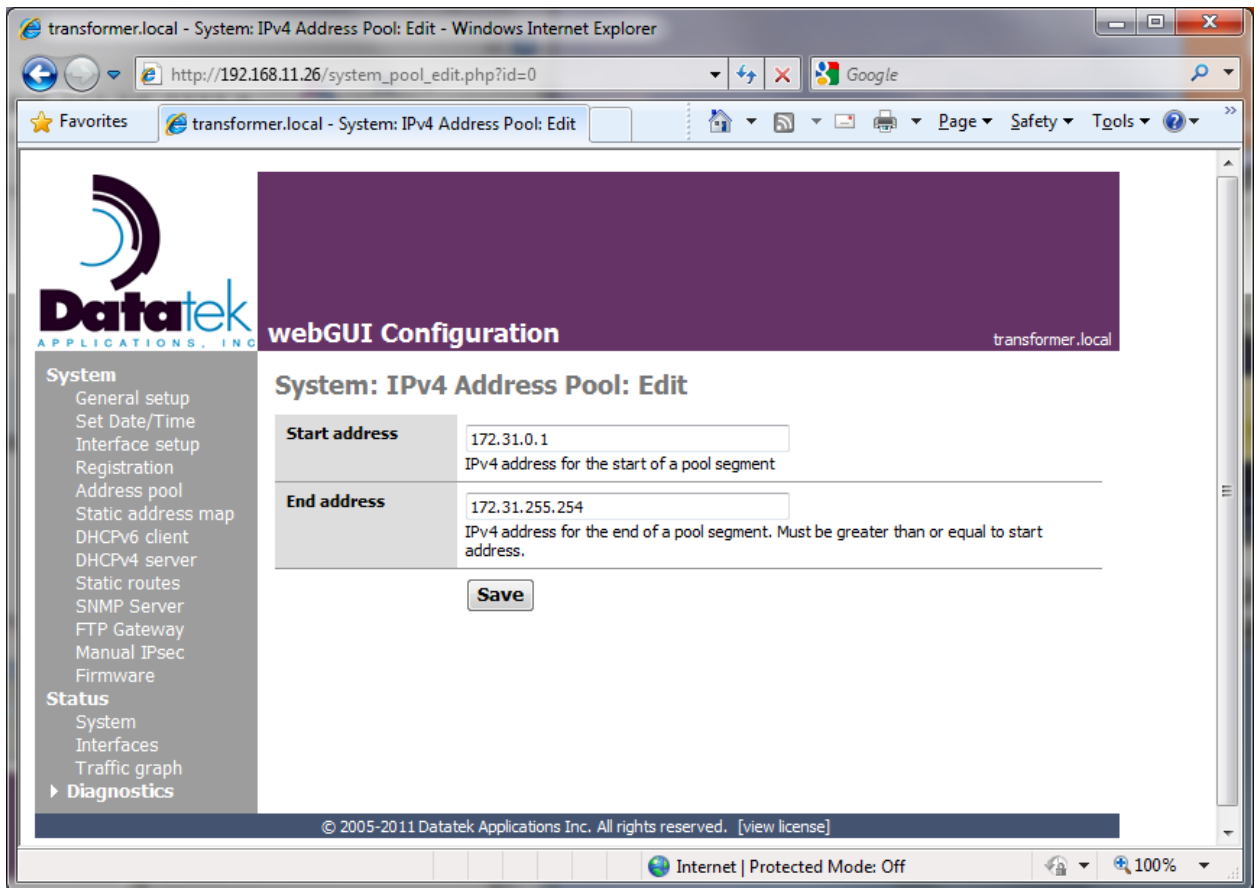 transformer.local - System: IPv4 Address Pool: Edit - Windows Internet Explorer
http://192.168.11.26/system_pool_edit.php?id=0
Google
Favorites
transformer.local - System: IPv4 Address Pool: Edit
Page
Safety
Tools
Datatek
APPLICATIONS, INC
webGUI Configuration
transformer.local
System
General setup
Set Date/Time
Interface setup
Registration
Address pool
Static address map
DHCPv6 client
DHCPv4 server
Static routes
SNMP Server
FTP Gateway
Manual IPsec
Firmware
Status
System
Interfaces
Traffic graph
Diagnostics
System: IPv4 Address Pool: Edit
Start address
172.31.0.1
IPv4 address for the start of a pool segment
End address
172.31.255.254
IPv4 address for the end of a pool segment. Must be greater than or equal to start
address.
Save
© 2005-2011 Datatek Applications Inc. All rights reserved. [view license]
Internet | Protected Mode: Off
100%